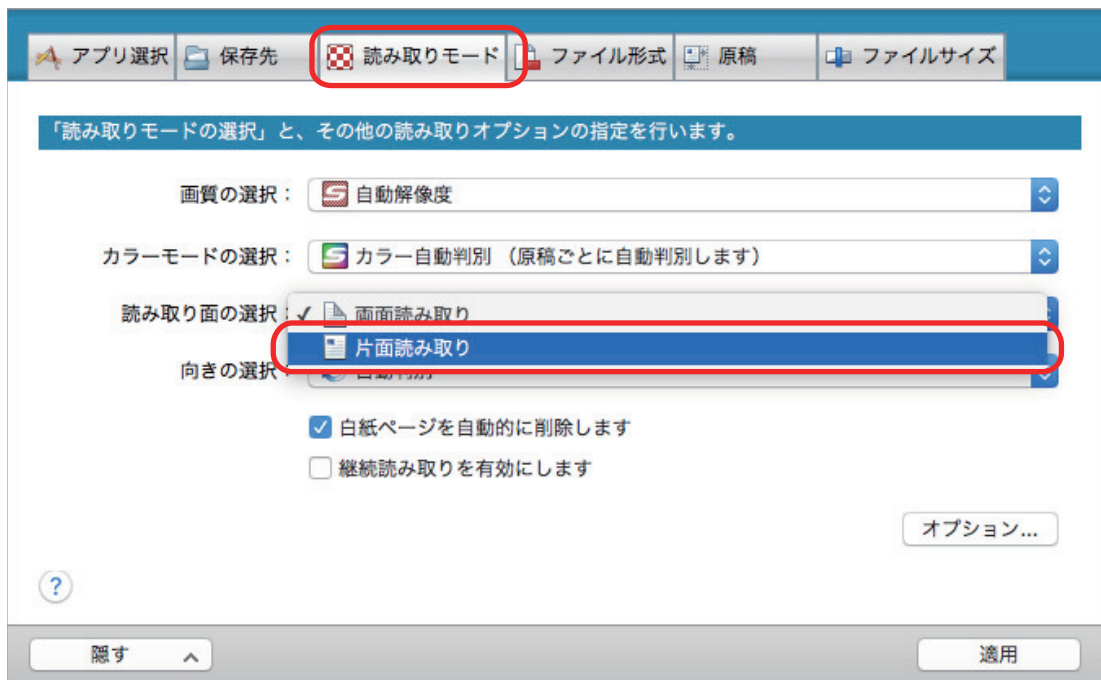 アプリ選択 保存先 読み取りモード ファイル形式 原稿 ファイルサイズ
「読み取りモードの選択」と、その他の読み取りオプションの指定を行います。
画質の選択： 自動解像度
カラーモードの選択： カラー自動判別 （原稿ごとに自動判別します）
読み取り面の選択： ✓ 両面読み取り
片面読み取り
向きの選択： 自動判別
白紙ページを自動的に削除します
継続読み取りを有効にします
オプション...
?
隠す 適用